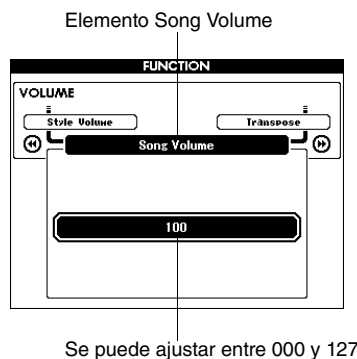 Elemento Song Volume
FUNCTION
VOLUME
Style Volume
Transpose
Song Volume
100
Se puede ajustar entre 000 y 127